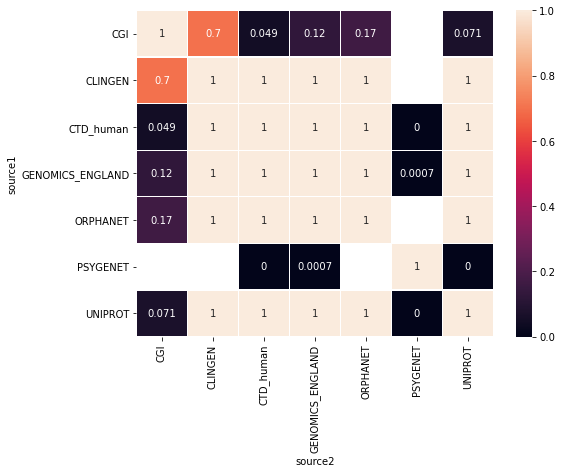 CGI 1 0.7 0.049 0.12 0.17 0.071
CLINGEN 0.7 1 1 1 1 1
CTD_human 0.049 1 1 1 1 0 1
GENOMICS_ENGLAND 0.12 1 1 1 1 0.0007 1
ORPHANET 0.17 1 1 1 1 1
PSYGENET 0 0.0007 1 0
UNIPROT 0.071 1 1 1 1 0 1
source1
CGI CLINGEN CTD_human GENOMICS_ENGLAND ORPHANET PSYGENET UNIPROT
source2
1.0
0.8
0.6
0.4
0.2
0.0